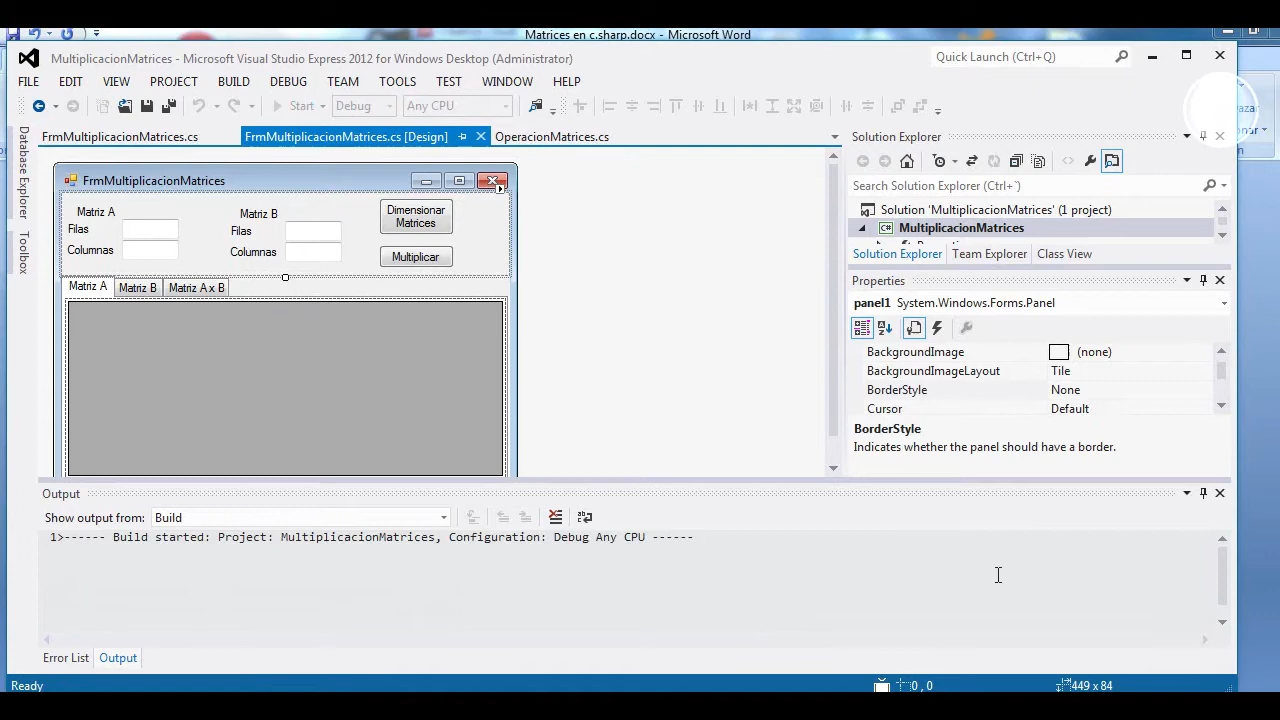 Matrices en c.sharp.docx - Microsoft Word
MultiplicacionMatrices - Microsoft Visual Studio Express 2012 for Windows Desktop (Administrator)
Quick Launch (Ctrl+Q)
FILE EDIT VIEW PROJECT BUILD DEBUG TEAM TOOLS TEST WINDOW HELP
Start Debug Any CPU
Database Explorer
Toolbox
FrmMultiplicacionMatrices.cs FrmMultiplicacionMatrices.cs [Design] OperacionMatrices.cs
FrmMultiplicacionMatrices
Matriz A
Filas
Columnas
Matriz B
Filas
Columnas
Dimensionar
Matrices
Multiplicar
Matriz A Matriz B Matriz A x B
Solution Explorer
Search Solution Explorer (Ctrl+`)
Solution 'MultiplicacionMatrices' (1 project)
C# MultiplicacionMatrices
Solution Explorer Team Explorer Class View
Properties
panel1 System.Windows.Forms.Panel
BackgroundImage (none)
BackgroundImageLayout Tile
BorderStyle None
Cursor Default
BorderStyle
Indicates whether the panel should have a border.
Output
Show output from: Build
1>------ Build started: Project: MultiplicacionMatrices, Configuration: Debug Any CPU ------
Error List Output
Ready 0 , 0 449 x 84